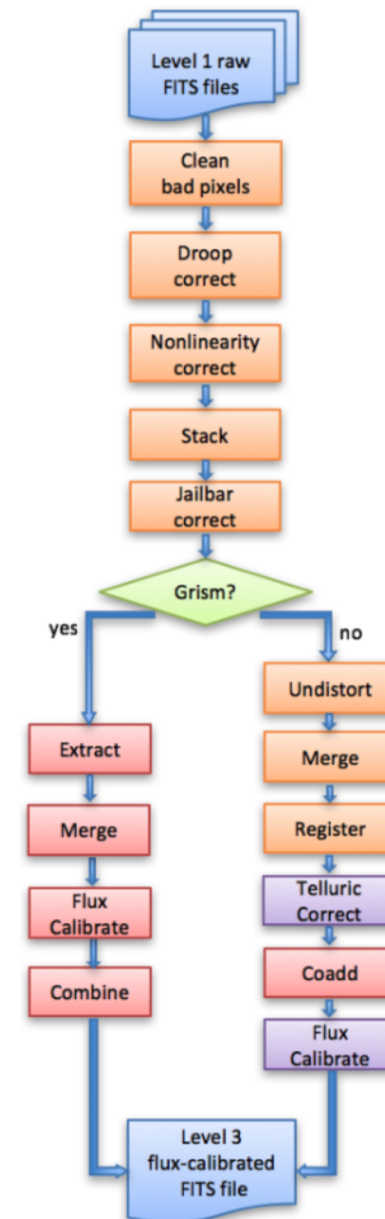 Level 1 raw
FITS files
Clean
bad pixels
Droop
correct
Nonlinearity
correct
Stack
Jailbar
correct
Grism?
yes
no
Extract
Merge
Flux
Calibrate
Combine
Undistort
Merge
Register
Telluric
Correct
Coadd
Flux
Calibrate
Level 3
flux-calibrated
FITS file